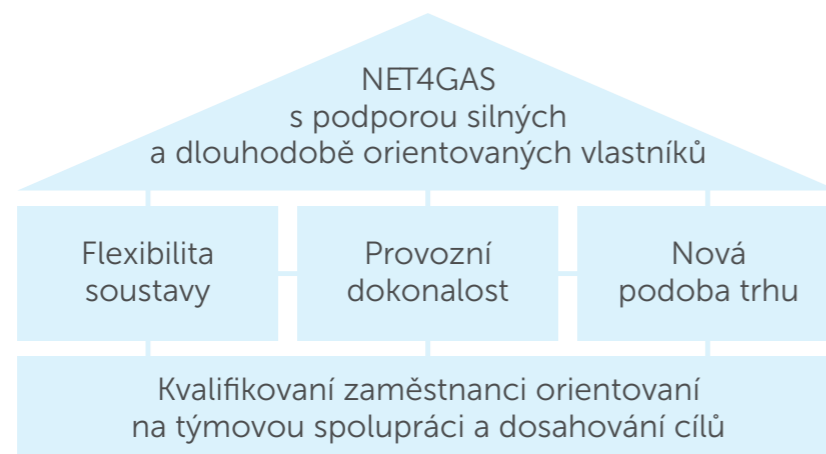 NET4GAS
s podporou silných
a dlouhodobě orientovaných vlastníků
Flexibilita
soustavy
Provozní
dokonalost
Nová
podoba trhu
Kvalifikovaní zaměstnanci orientovaní
na týmovou spolupráci a dosahování cílů